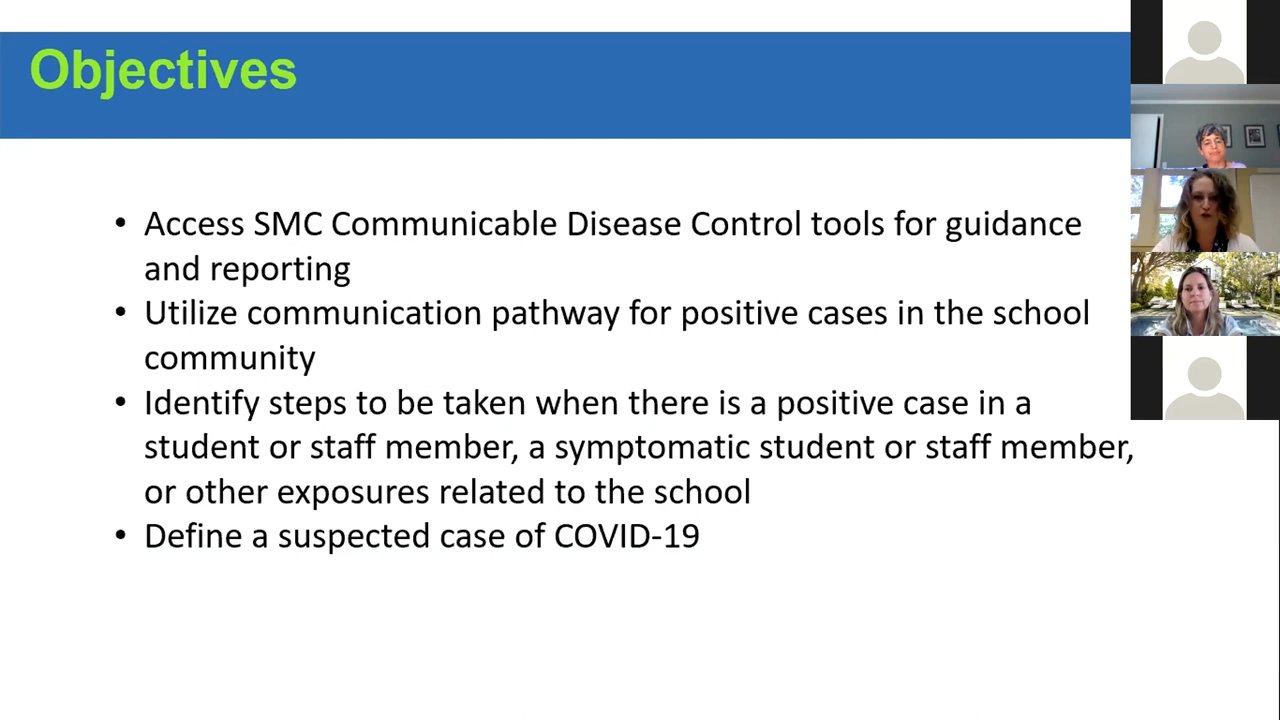 Objectives
• Access SMC Communicable Disease Control tools for guidance
and reporting
• Utilize communication pathway for positive cases in the school
community
• Identify steps to be taken when there is a positive case in a
student or staff member, a symptomatic student or staff member,
or other exposures related to the school
• Define a suspected case of COVID-19